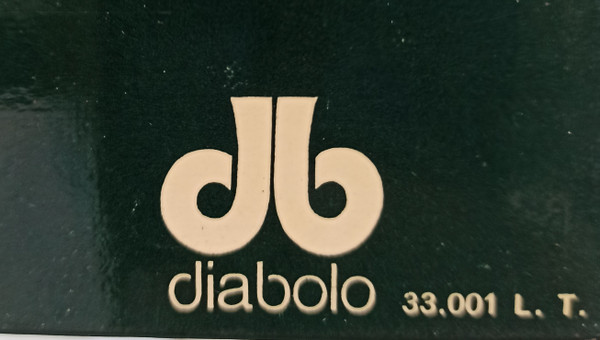 db
diabolo
33.001 L. T.